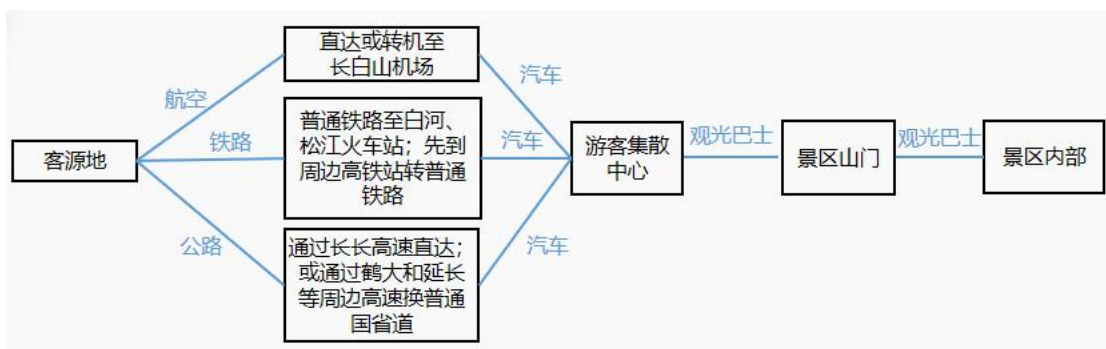 直达或转机至
长白山机场
航空
汽车
普通铁路至白河、
松江火车站；先到
周边高铁站转普通
铁路
铁路
汽车
客源地
游客集散
中心
观光巴士
景区山门
观光巴士
景区内部
公路
通过长长高速直达；
或通过鹤大和延长
等周边高速换普通
国省道
汽车